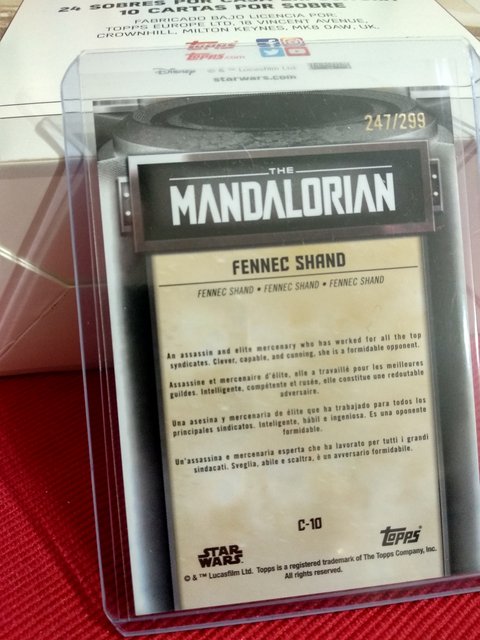 24 SOBRES POR
10 CARTAS POR SOBRE
FABRICADO BAJO LICENCIA POR:
TOPPS EUROPE LTD, 18 VINCENT AVENUE,
CROWNHILL, MILTON KEYNES, MK8 0AW, UK.
Topps
Topps.com
Disney © & ™ Lucasfilm Ltd.
starwars.com
247/299
THE
MANDALORIAN
FENNEC SHAND
FENNEC SHAND • FENNEC SHAND • FENNEC SHAND
An assassin and elite mercenary who has worked for all the top
syndicates. Clever, capable, and cunning, she is a formidable opponent.
Assassine et mercenaire d'élite, elle a travaillé pour les meilleures
guildes. Intelligente, compétente et rusée, elle constitue une redoutable
adversaire.
Una asesina y mercenaria de élite que ha trabajado para todos los
principales sindicatos. Inteligente, hábil e ingeniosa. Es una oponente
formidable.
Un'assassina e mercenaria esperta che ha lavorato per tutti i grandi
sindacati. Sveglia, abile e scaltra, è un avversario formidabile.
C-10
STAR WARS
Topps
© & ™ Lucasfilm Ltd. Topps is a registered trademark of The Topps Company, Inc.
All rights reserved.